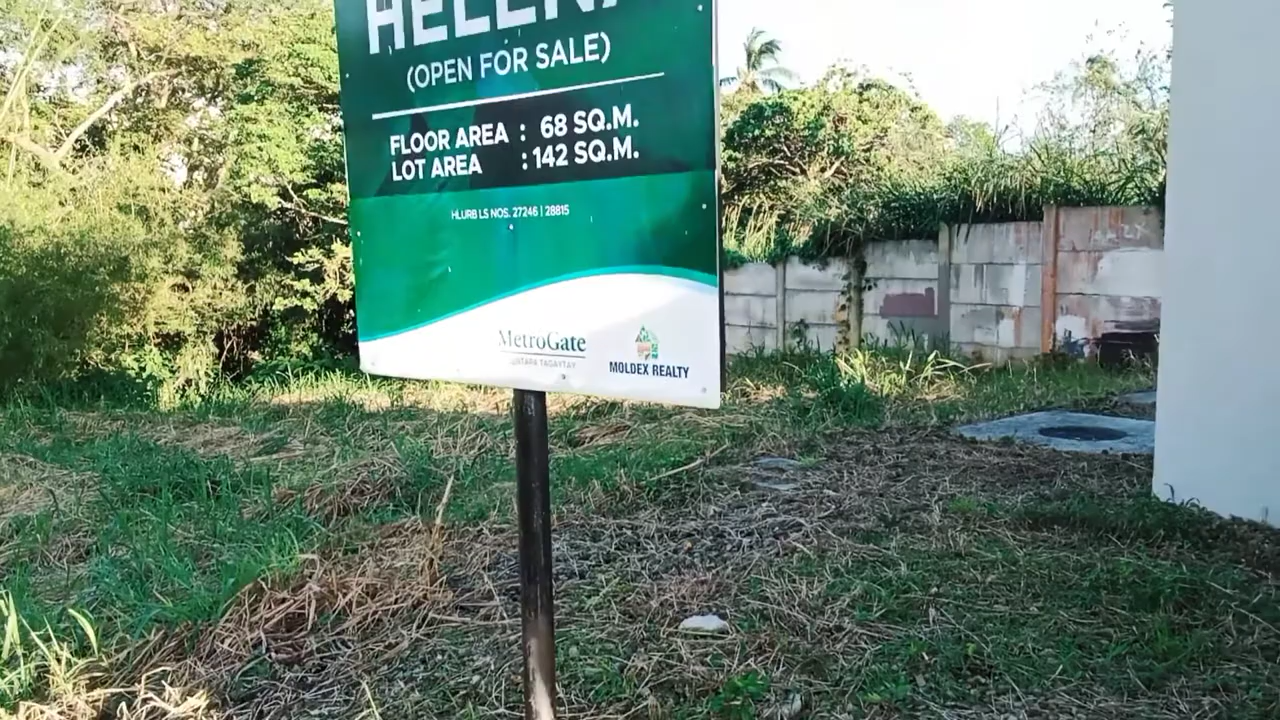 HELENA
(OPEN FOR SALE)
FLOOR AREA : 68 SQ.M.
LOT AREA : 142 SQ.M.
HLURB LS NOS. 27246 | 28815
MetroGate
TAGAYTAY
MOLDEX REALTY